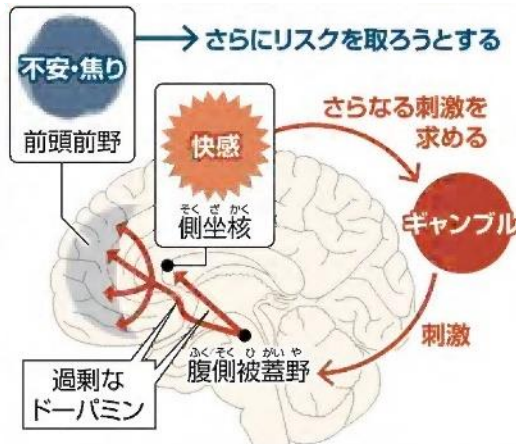 不安・焦り
さらにリスクを取ろうとする
前頭前野
快感
そくざかく
側坐核
さらなる刺激を
求める
ギャンブル
刺激
ふくそくひがいや
腹側被蓋野
過剰な
ドーパミン